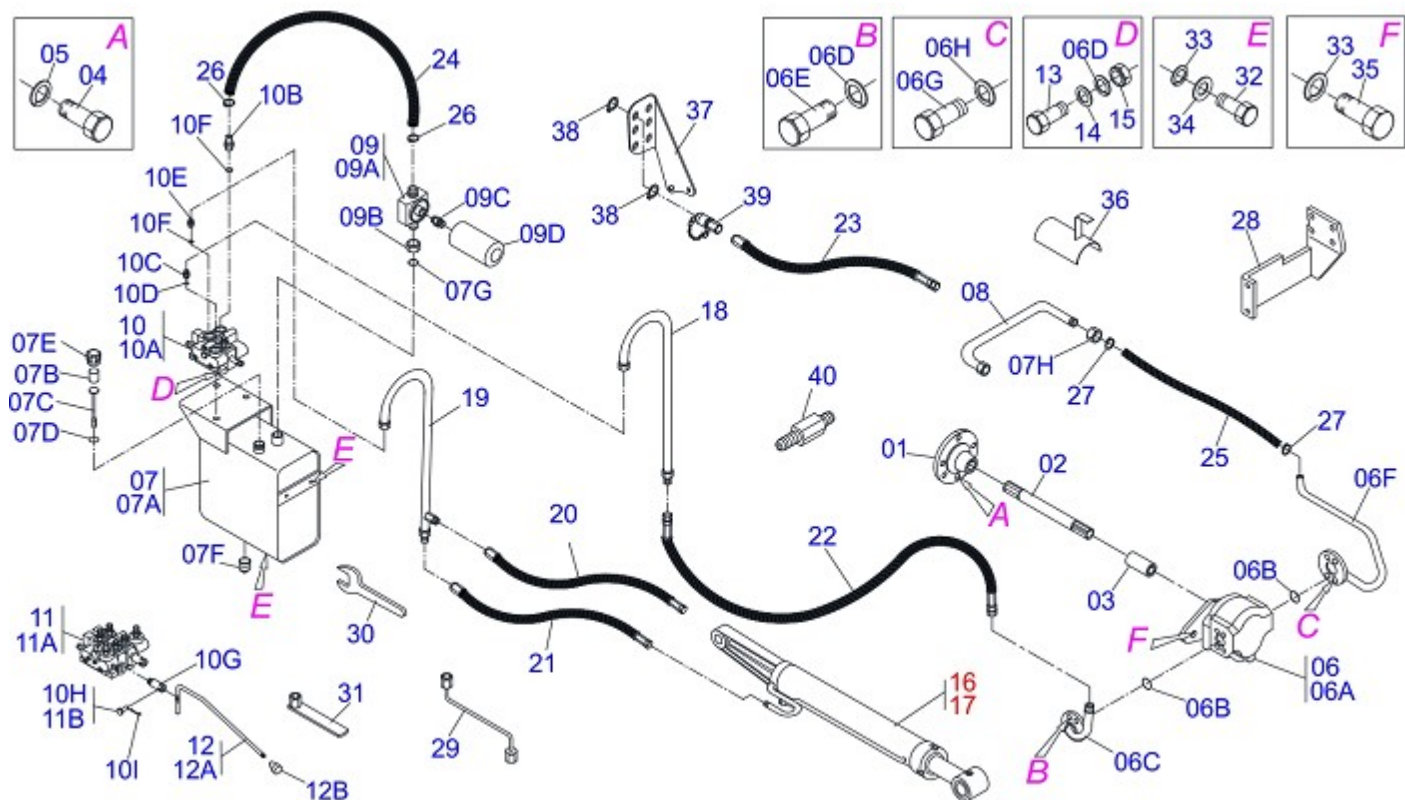 A
05
04
24
26
10B
26
10F
09
09A
09C
10E
09B
09D
10F
10C
07G
10D
10
10A
07E
07B
D
07C
07D
E
07
07A
07F
E
38
37
38
39
23
B
06D
06E
C
06H
06G
D
06D
13
14
15
E
33
32
34
F
33
35
36
28
08
07H
27
25
27
18
19
40
01
A
02
03
06F
06B
C
F
06
06A
06B
B
06C
20
22
21
30
11
11A
10G
10H
11B
10I
12
12A
12B
31
29
16
17